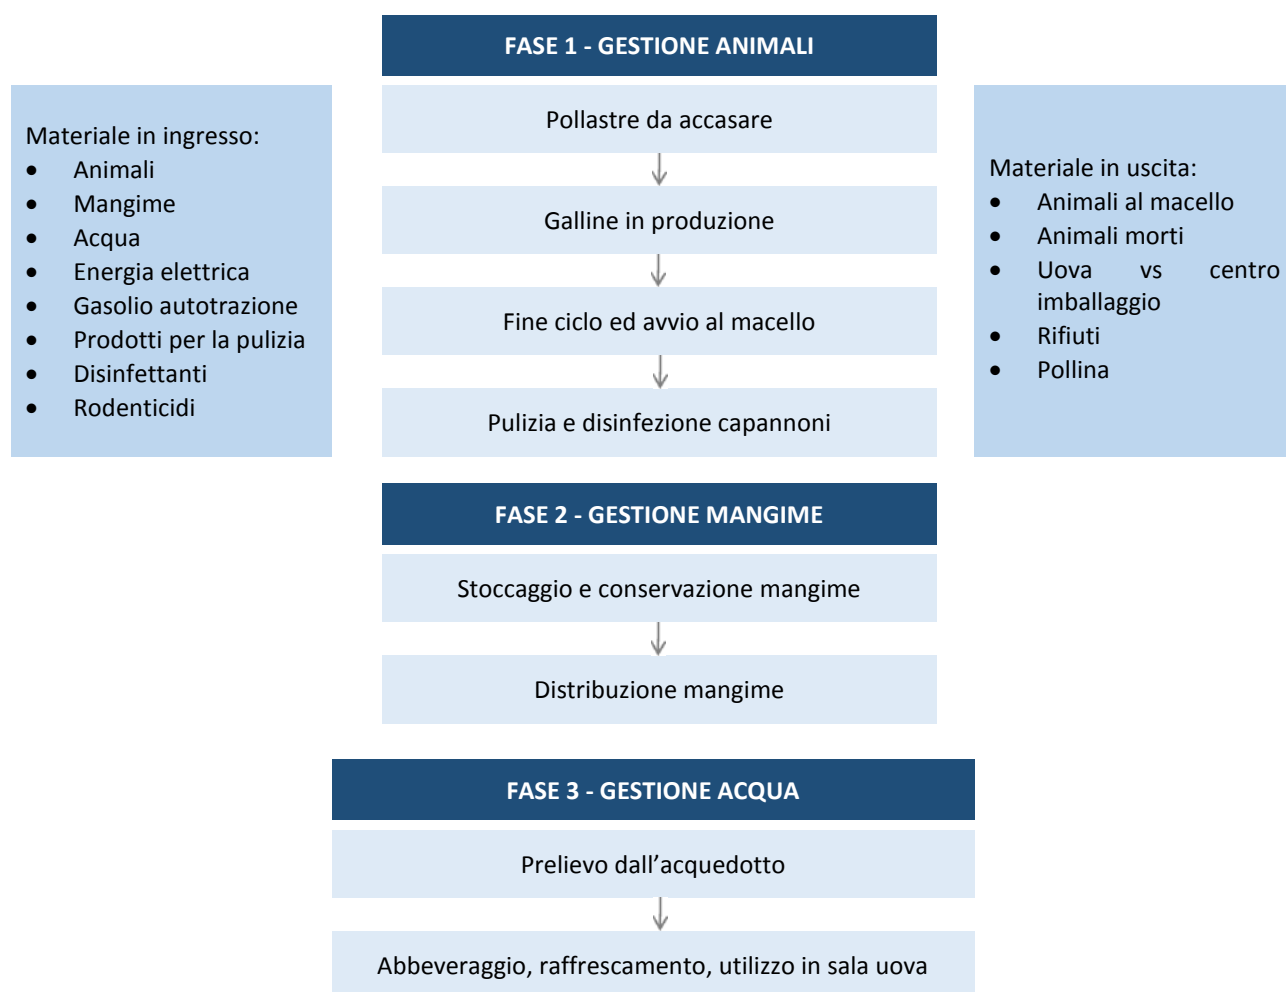 FASE 1 - GESTIONE ANIMALI
Materiale in ingresso:
• Animali
• Mangime
• Acqua
• Energia elettrica
• Gasolio autotrazione
• Prodotti per la pulizia
• Disinfettanti
• Rodenticidi
Pollastre da accasare
Galline in produzione
Fine ciclo ed avvio al macello
Pulizia e disinfezione capannoni
Materiale in uscita:
• Animali al macello
• Animali morti
• Uova vs centro
imballaggio
• Rifiuti
• Pollina
FASE 2 - GESTIONE MANGIME
Stoccaggio e conservazione mangime
Distribuzione mangime
FASE 3 - GESTIONE ACQUA
Prelievo dall’acquedotto
Abbeveraggio, raffrescamento, utilizzo in sala uova